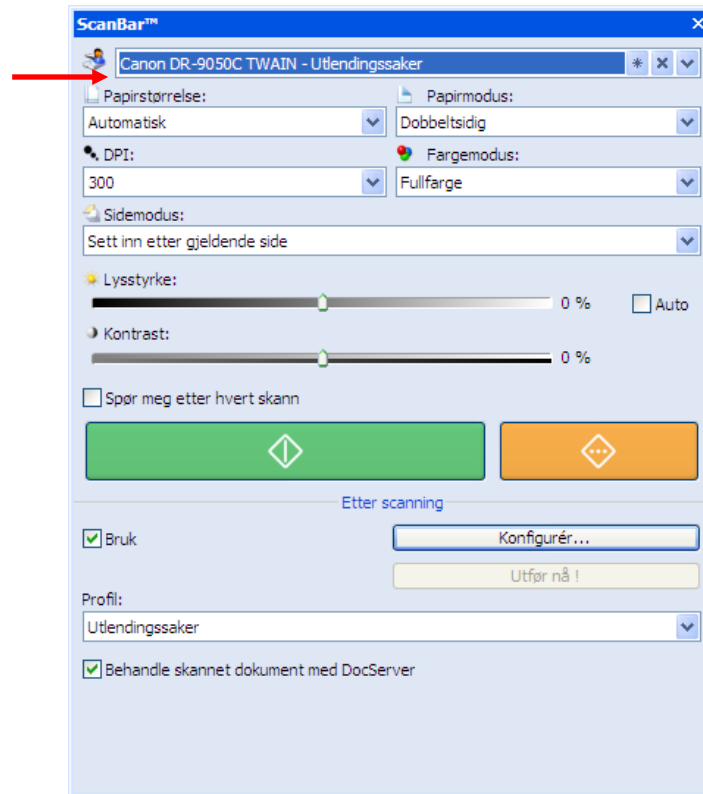 ScanBar™
Canon DR-9050C TWAIN - Utlendingssaker
Papirstørrelse: Papirmodus:
Automatisk Dobbeltsidig
DPI: Fargemodus:
300 Fullfarge
Sidemodus:
Sett inn etter gjeldende side
Lysstyrke:
0 % Auto
Kontrast:
0 %
Spør meg etter hvert skann
Etter scanning
Bruk Konfigurér...
Utfør nå !
Profil:
Utlendingssaker
Behandle skannet dokument med DocServer